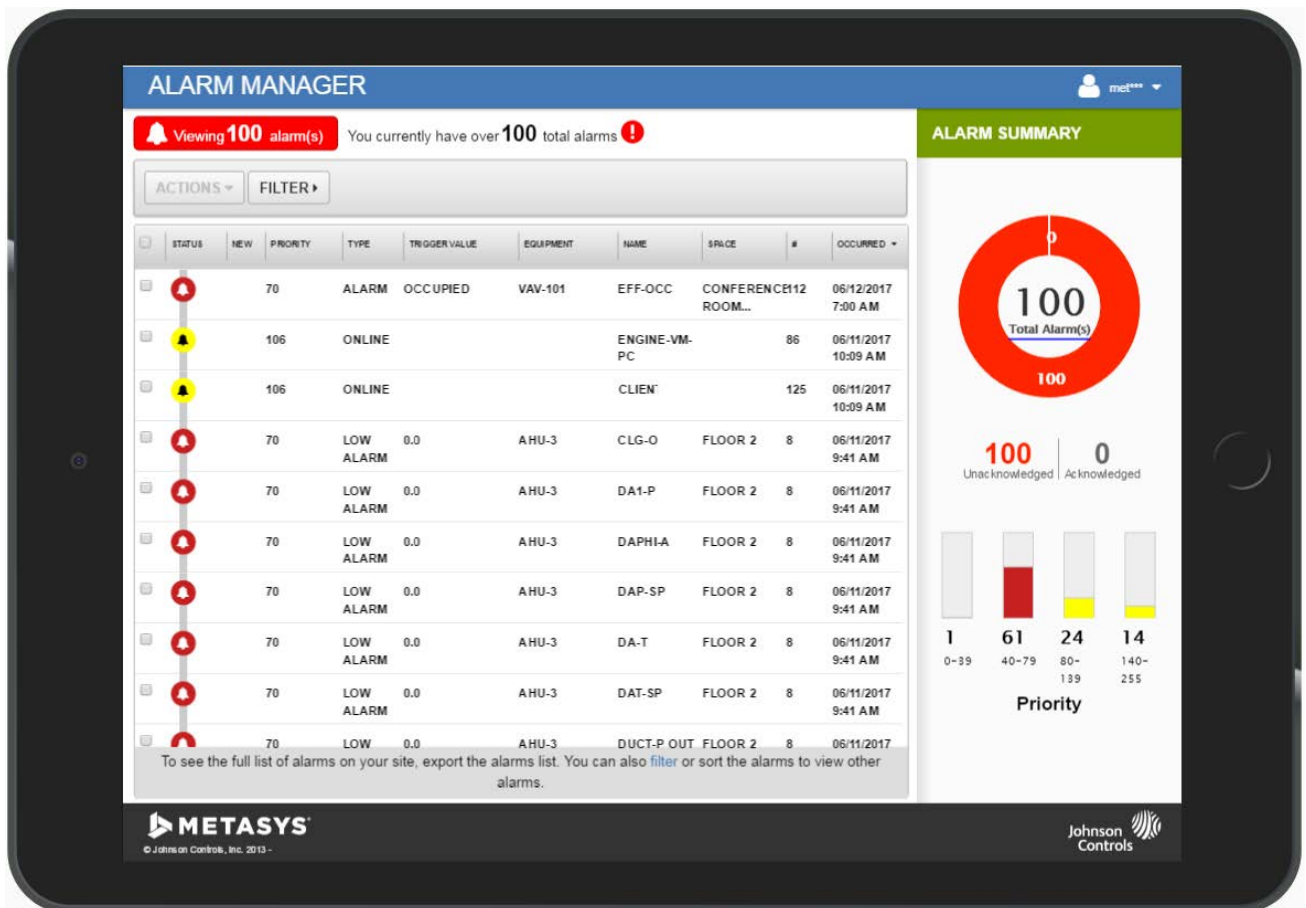 ALARM MANAGER
met***
Viewing 100 alarm(s)
You currently have over 100 total alarms !
ACTIONS
FILTER
STATUS NEW PRIORITY TYPE TRIGGER VALUE EQUIPMENT NAME SPACE # OCCURRED
70 ALARM OCCUPIED VAV-101 EFF-OCC CONFERENCE 112 06/12/2017
ROOM... 7:00 AM
106 ONLINE ENGINE-VM- 86 06/11/2017
PC 10:09 AM
106 ONLINE CLIENT 125 06/11/2017
10:09 AM
70 LOW 0.0 AHU-3 CLG-O FLOOR 2 8 06/11/2017
ALARM 9:41 AM
70 LOW 0.0 AHU-3 DA1-P FLOOR 2 8 06/11/2017
ALARM 9:41 AM
70 LOW 0.0 AHU-3 DAPHI-A FLOOR 2 8 06/11/2017
ALARM 9:41 AM
70 LOW 0.0 AHU-3 DAP-SP FLOOR 2 8 06/11/2017
ALARM 9:41 AM
70 LOW 0.0 AHU-3 DA-T FLOOR 2 8 06/11/2017
ALARM 9:41 AM
70 LOW 0.0 AHU-3 DAT-SP FLOOR 2 8 06/11/2017
ALARM 9:41 AM
70 LOW 0.0 AHU-3 DUCT-P OUT FLOOR 2 8 06/11/2017
To see the full list of alarms on your site, export the alarms list. You can also filter or sort the alarms to view other
alarms.
ALARM SUMMARY
0
100
Total Alarm(s)
100
100 0
Unacknowledged Acknowledged
1 61 24 14
0-39 40-79 80- 140-
139 255
Priority
METASYS
© Johnson Controls, Inc. 2013 -
Johnson
Controls